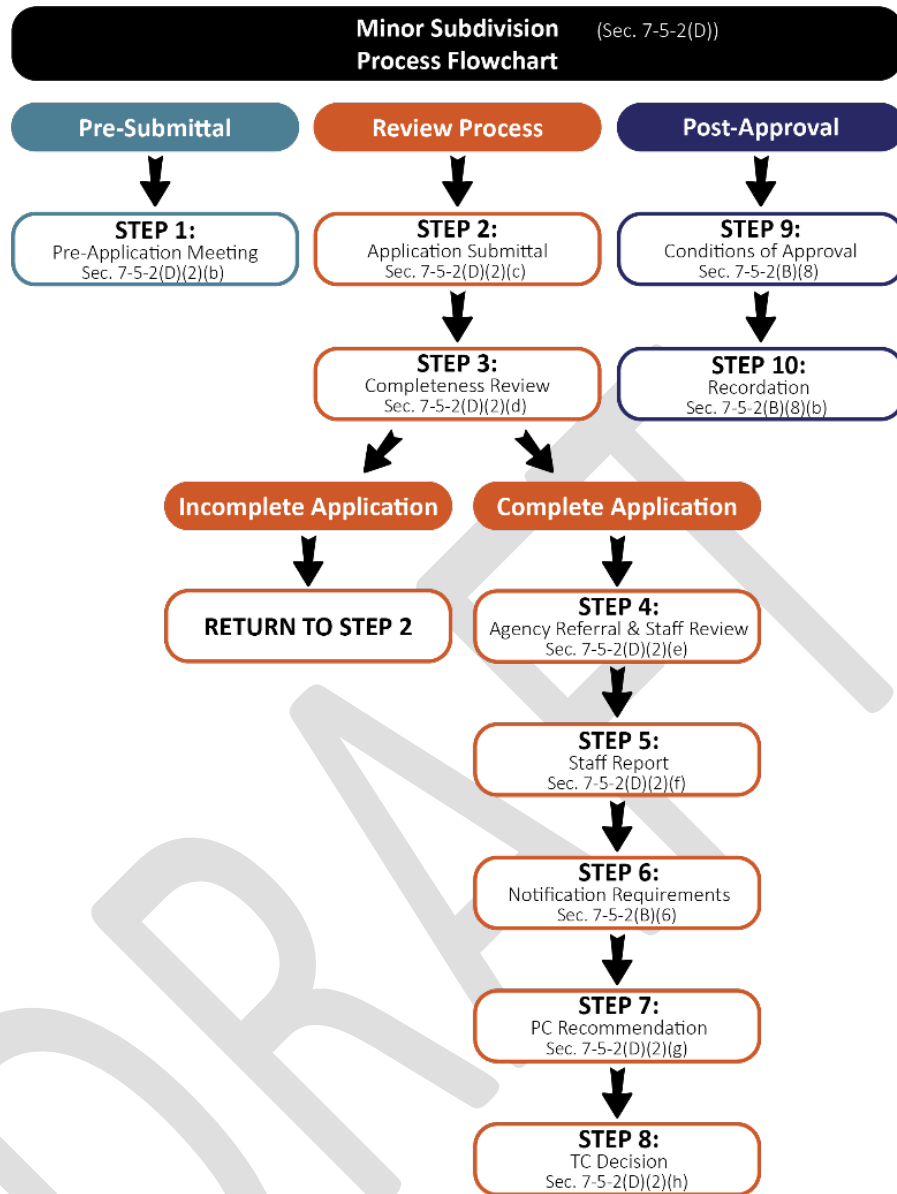 Minor Subdivision (Sec. 7-5-2(D))
Process Flowchart
Pre-Submittal
Review Process
Post-Approval
STEP 1:
Pre-Application Meeting
Sec. 7-5-2(D)(2)(b)
STEP 2:
Application Submittal
Sec. 7-5-2(D)(2)(c)
STEP 9:
Conditions of Approval
Sec. 7-5-2(B)(8)
STEP 3:
Completeness Review
Sec. 7-5-2(D)(2)(d)
STEP 10:
Recordation
Sec. 7-5-2(B)(8)(b)
Incomplete Application
Complete Application
RETURN TO STEP 2
STEP 4:
Agency Referral & Staff Review
Sec. 7-5-2(D)(2)(e)
STEP 5:
Staff Report
Sec. 7-5-2(D)(2)(f)
STEP 6:
Notification Requirements
Sec. 7-5-2(B)(6)
STEP 7:
PC Recommendation
Sec. 7-5-2(D)(2)(g)
STEP 8:
TC Decision
Sec. 7-5-2(D)(2)(h)
DRAFT